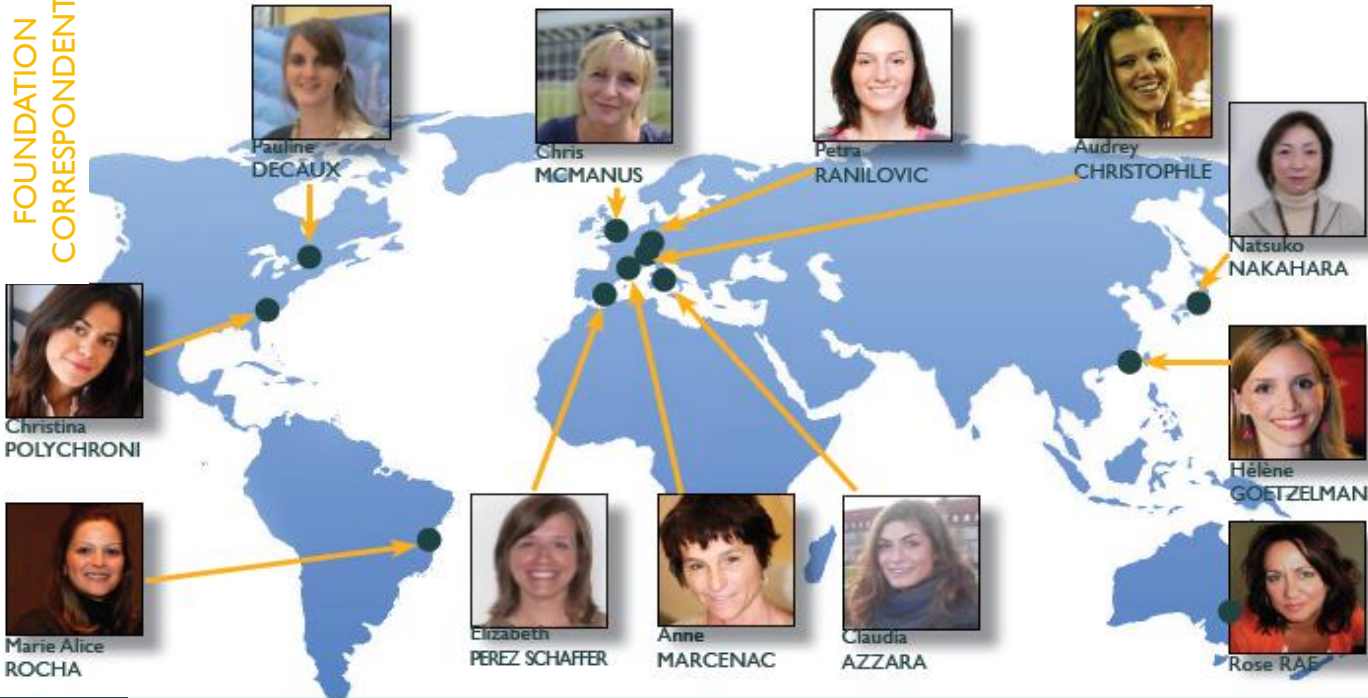 FOUNDATION
CORRESPONDENT
Pauline
DECAUX
Chris
MCMANUS
Petra
RANILOVIC
Audrey
CHRISTOPHLE
Natsuko
NAKAHARA
Christina
POLYCHRONI
Hélène
GOETZELMAN
Marie Alice
ROCHA
Elizabeth
PEREZ SCHAFFER
Anne
MARCENAC
Claudia
AZZARA
Rose RAE